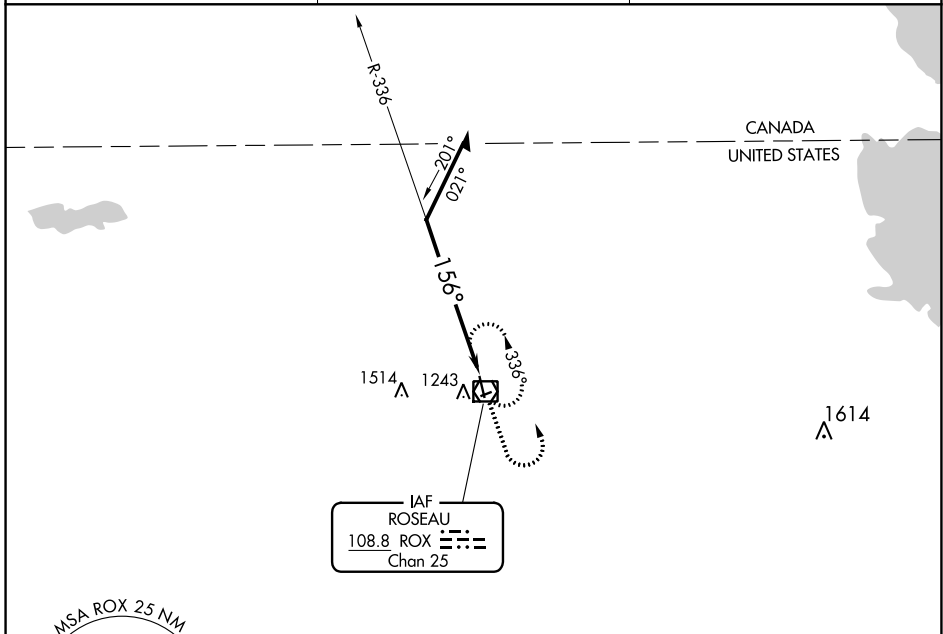 R-336
CANADA
UNITED STATES
201°
021°
156°
336°
1514
1243
1614
IAF
ROSEAU
108.8 ROX
Chan 25
MSA ROX 25 NM